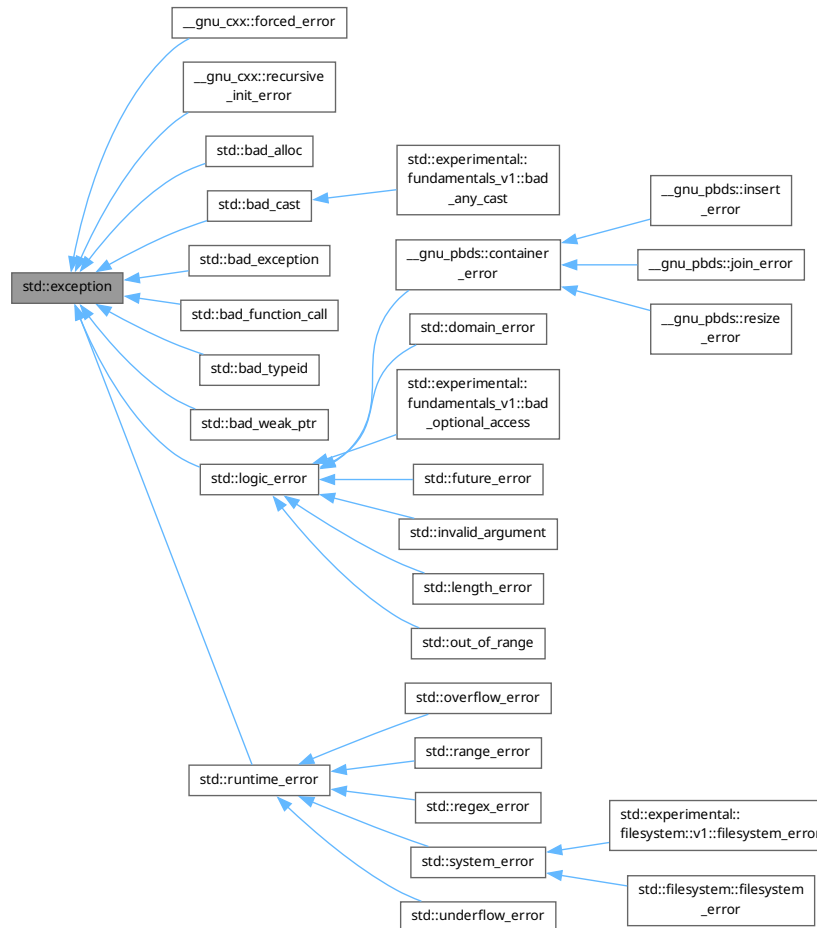 __gnu_cxx::forced_error
__gnu_cxx::recursive
_init_error
std::bad_alloc
std::experimental::
fundamentals_v1::bad
_any_cast
std::bad_cast
__gnu_pbds::insert
_error
std::bad_exception
__gnu_pbds::container
_error
__gnu_pbds::join_error
std::exception
std::bad_function_call
std::domain_error
__gnu_pbds::resize
_error
std::bad_typeid
std::experimental::
fundamentals_v1::bad
_optional_access
std::bad_weak_ptr
std::logic_error
std::future_error
std::invalid_argument
std::length_error
std::out_of_range
std::overflow_error
std::range_error
std::runtime_error
std::regex_error
std::experimental::
filesystem::v1::filesystem_error
std::system_error
std::filesystem::filesystem
_error
std::underflow_error